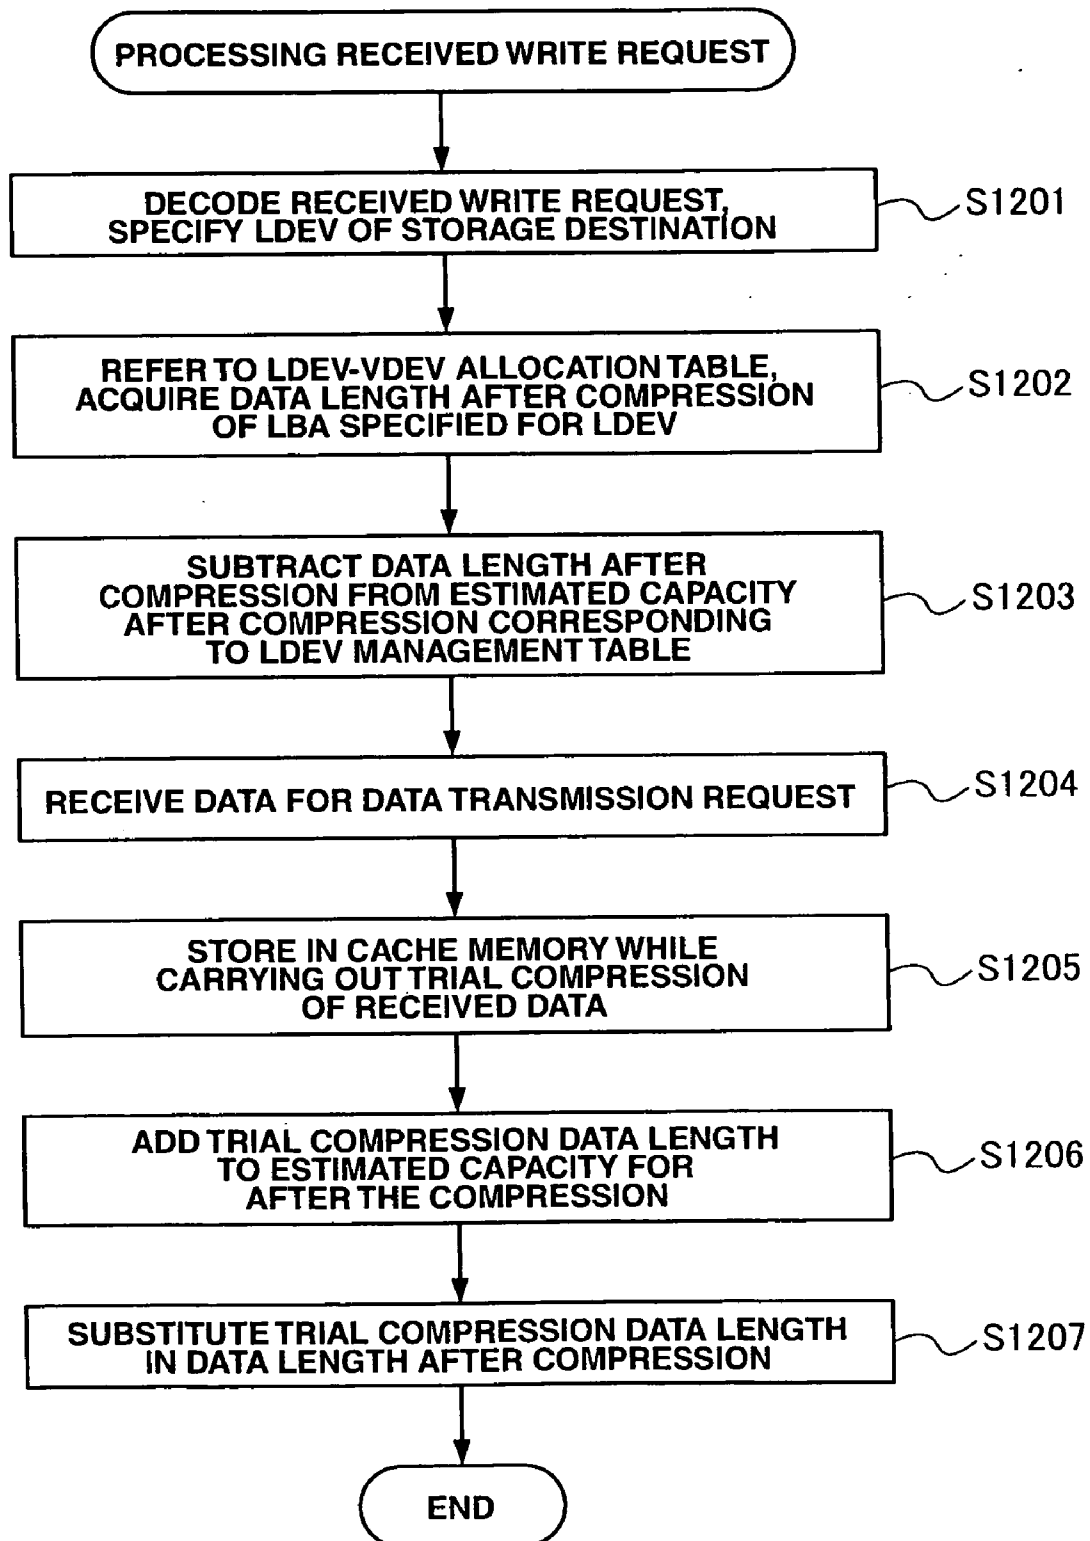 PROCESSING RECEIVED WRITE REQUEST
DECODE RECEIVED WRITE REQUEST,
SPECIFY LDEV OF STORAGE DESTINATION
S1201
REFER TO LDEV-VDEV ALLOCATION TABLE,
ACQUIRE DATA LENGTH AFTER COMPRESSION
OF LBA SPECIFIED FOR LDEV
S1202
SUBTRACT DATA LENGTH AFTER
COMPRESSION FROM ESTIMATED CAPACITY
AFTER COMPRESSION CORRESPONDING
TO LDEV MANAGEMENT TABLE
S1203
RECEIVE DATA FOR DATA TRANSMISSION REQUEST
S1204
STORE IN CACHE MEMORY WHILE
CARRYING OUT TRIAL COMPRESSION
OF RECEIVED DATA
S1205
ADD TRIAL COMPRESSION DATA LENGTH
TO ESTIMATED CAPACITY FOR
AFTER THE COMPRESSION
S1206
SUBSTITUTE TRIAL COMPRESSION DATA LENGTH
IN DATA LENGTH AFTER COMPRESSION
S1207
END